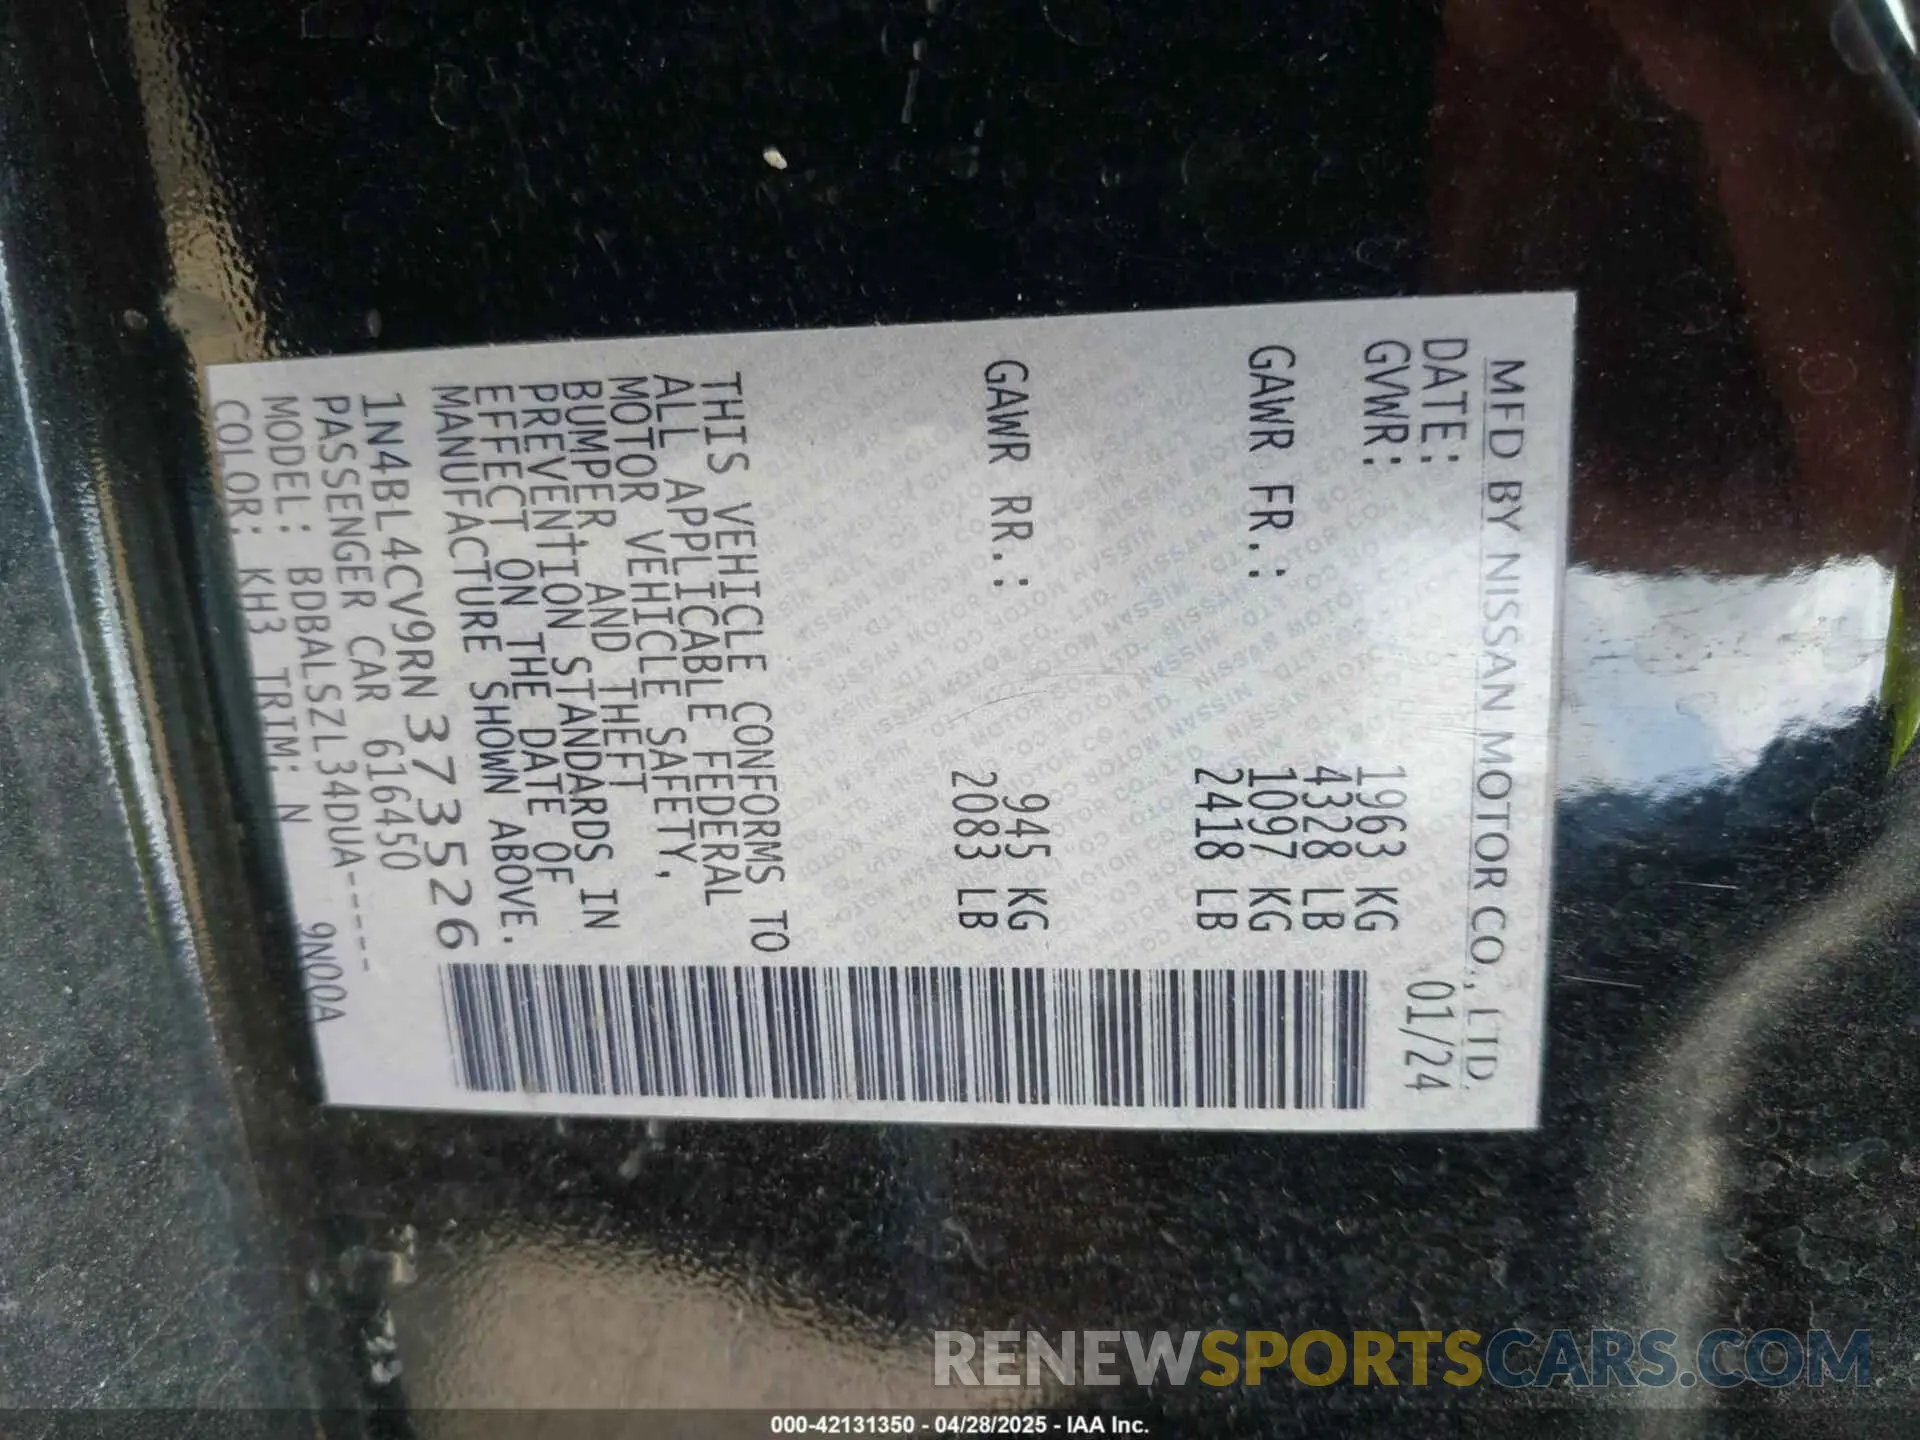 MFD BY NISSAN MOTOR CO., LTD.
DATE: 01/24
GVWR: 1963 KG
4328 LB
GAWR FR.: 1097 KG
2418 LB
GAWR RR.: 945 KG
2083 LB
THIS VEHICLE CONFORMS TO
ALL APPLICABLE FEDERAL
MOTOR VEHICLE SAFETY,
BUMPER, AND THEFT
PREVENTION STANDARDS IN
EFFECT ON THE DATE OF
MANUFACTURE SHOWN ABOVE.
1N4BL4CV9RN 373526
PASSENGER CAR 616450
MODEL: BDBALSZL34DUA-----
COLOR: KH3 TRIM: N 9N00A
RENEWSPORTSCARS.COM
000-42131350 - 04/28/2025 - IAA Inc.